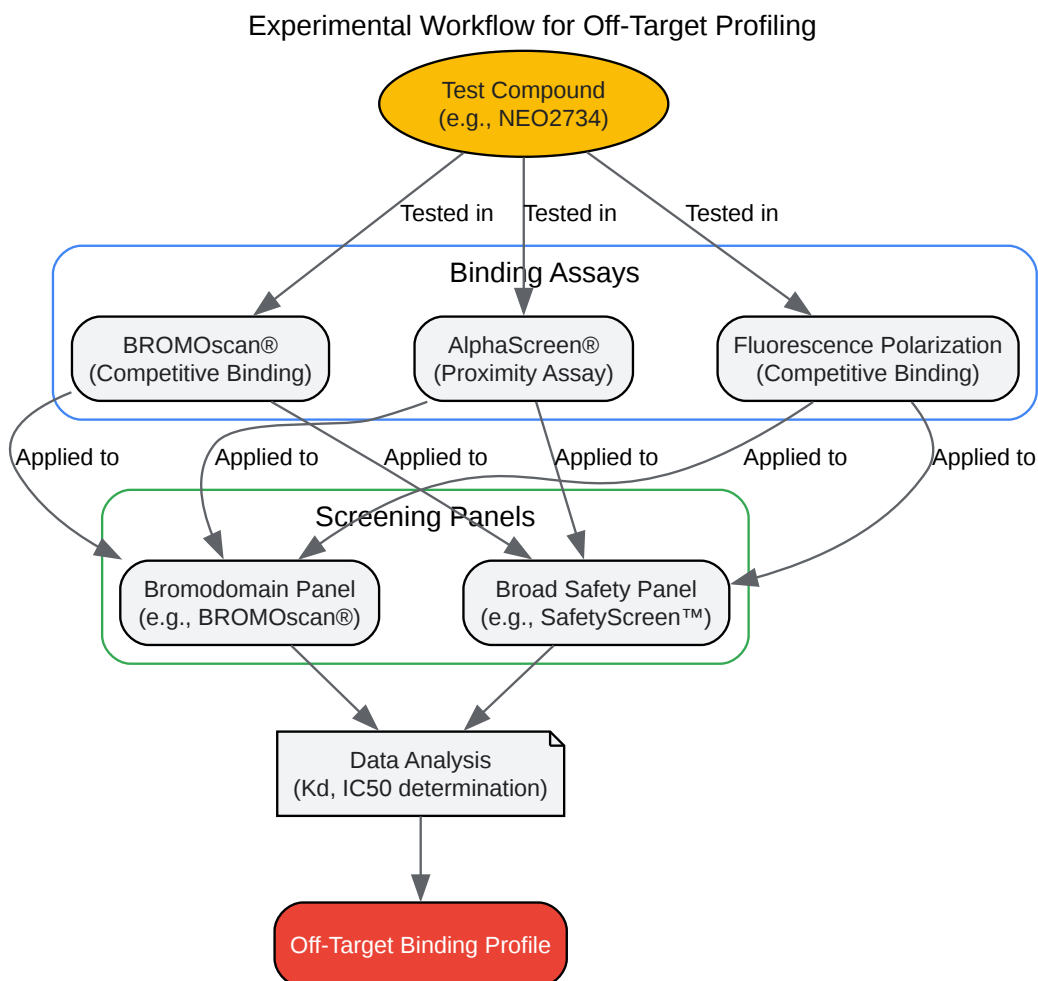 Experimental Workflow for Off-Target Profiling
Test Compound
(e.g., NEO2734)
Tested in
Tested in
Tested in
Binding Assays
BROMOscan®
(Competitive Binding)
AlphaScreen®
(Proximity Assay)
Fluorescence Polarization
(Competitive Binding)
Applied to
Applied to
Applied to
Applied to
Applied to
Applied to
Screening Panels
Bromodomain Panel
(e.g., BROMOscan®)
Broad Safety Panel
(e.g., SafetyScreen™)
Data Analysis
(Kd, IC50 determination)
Off-Target Binding Profile